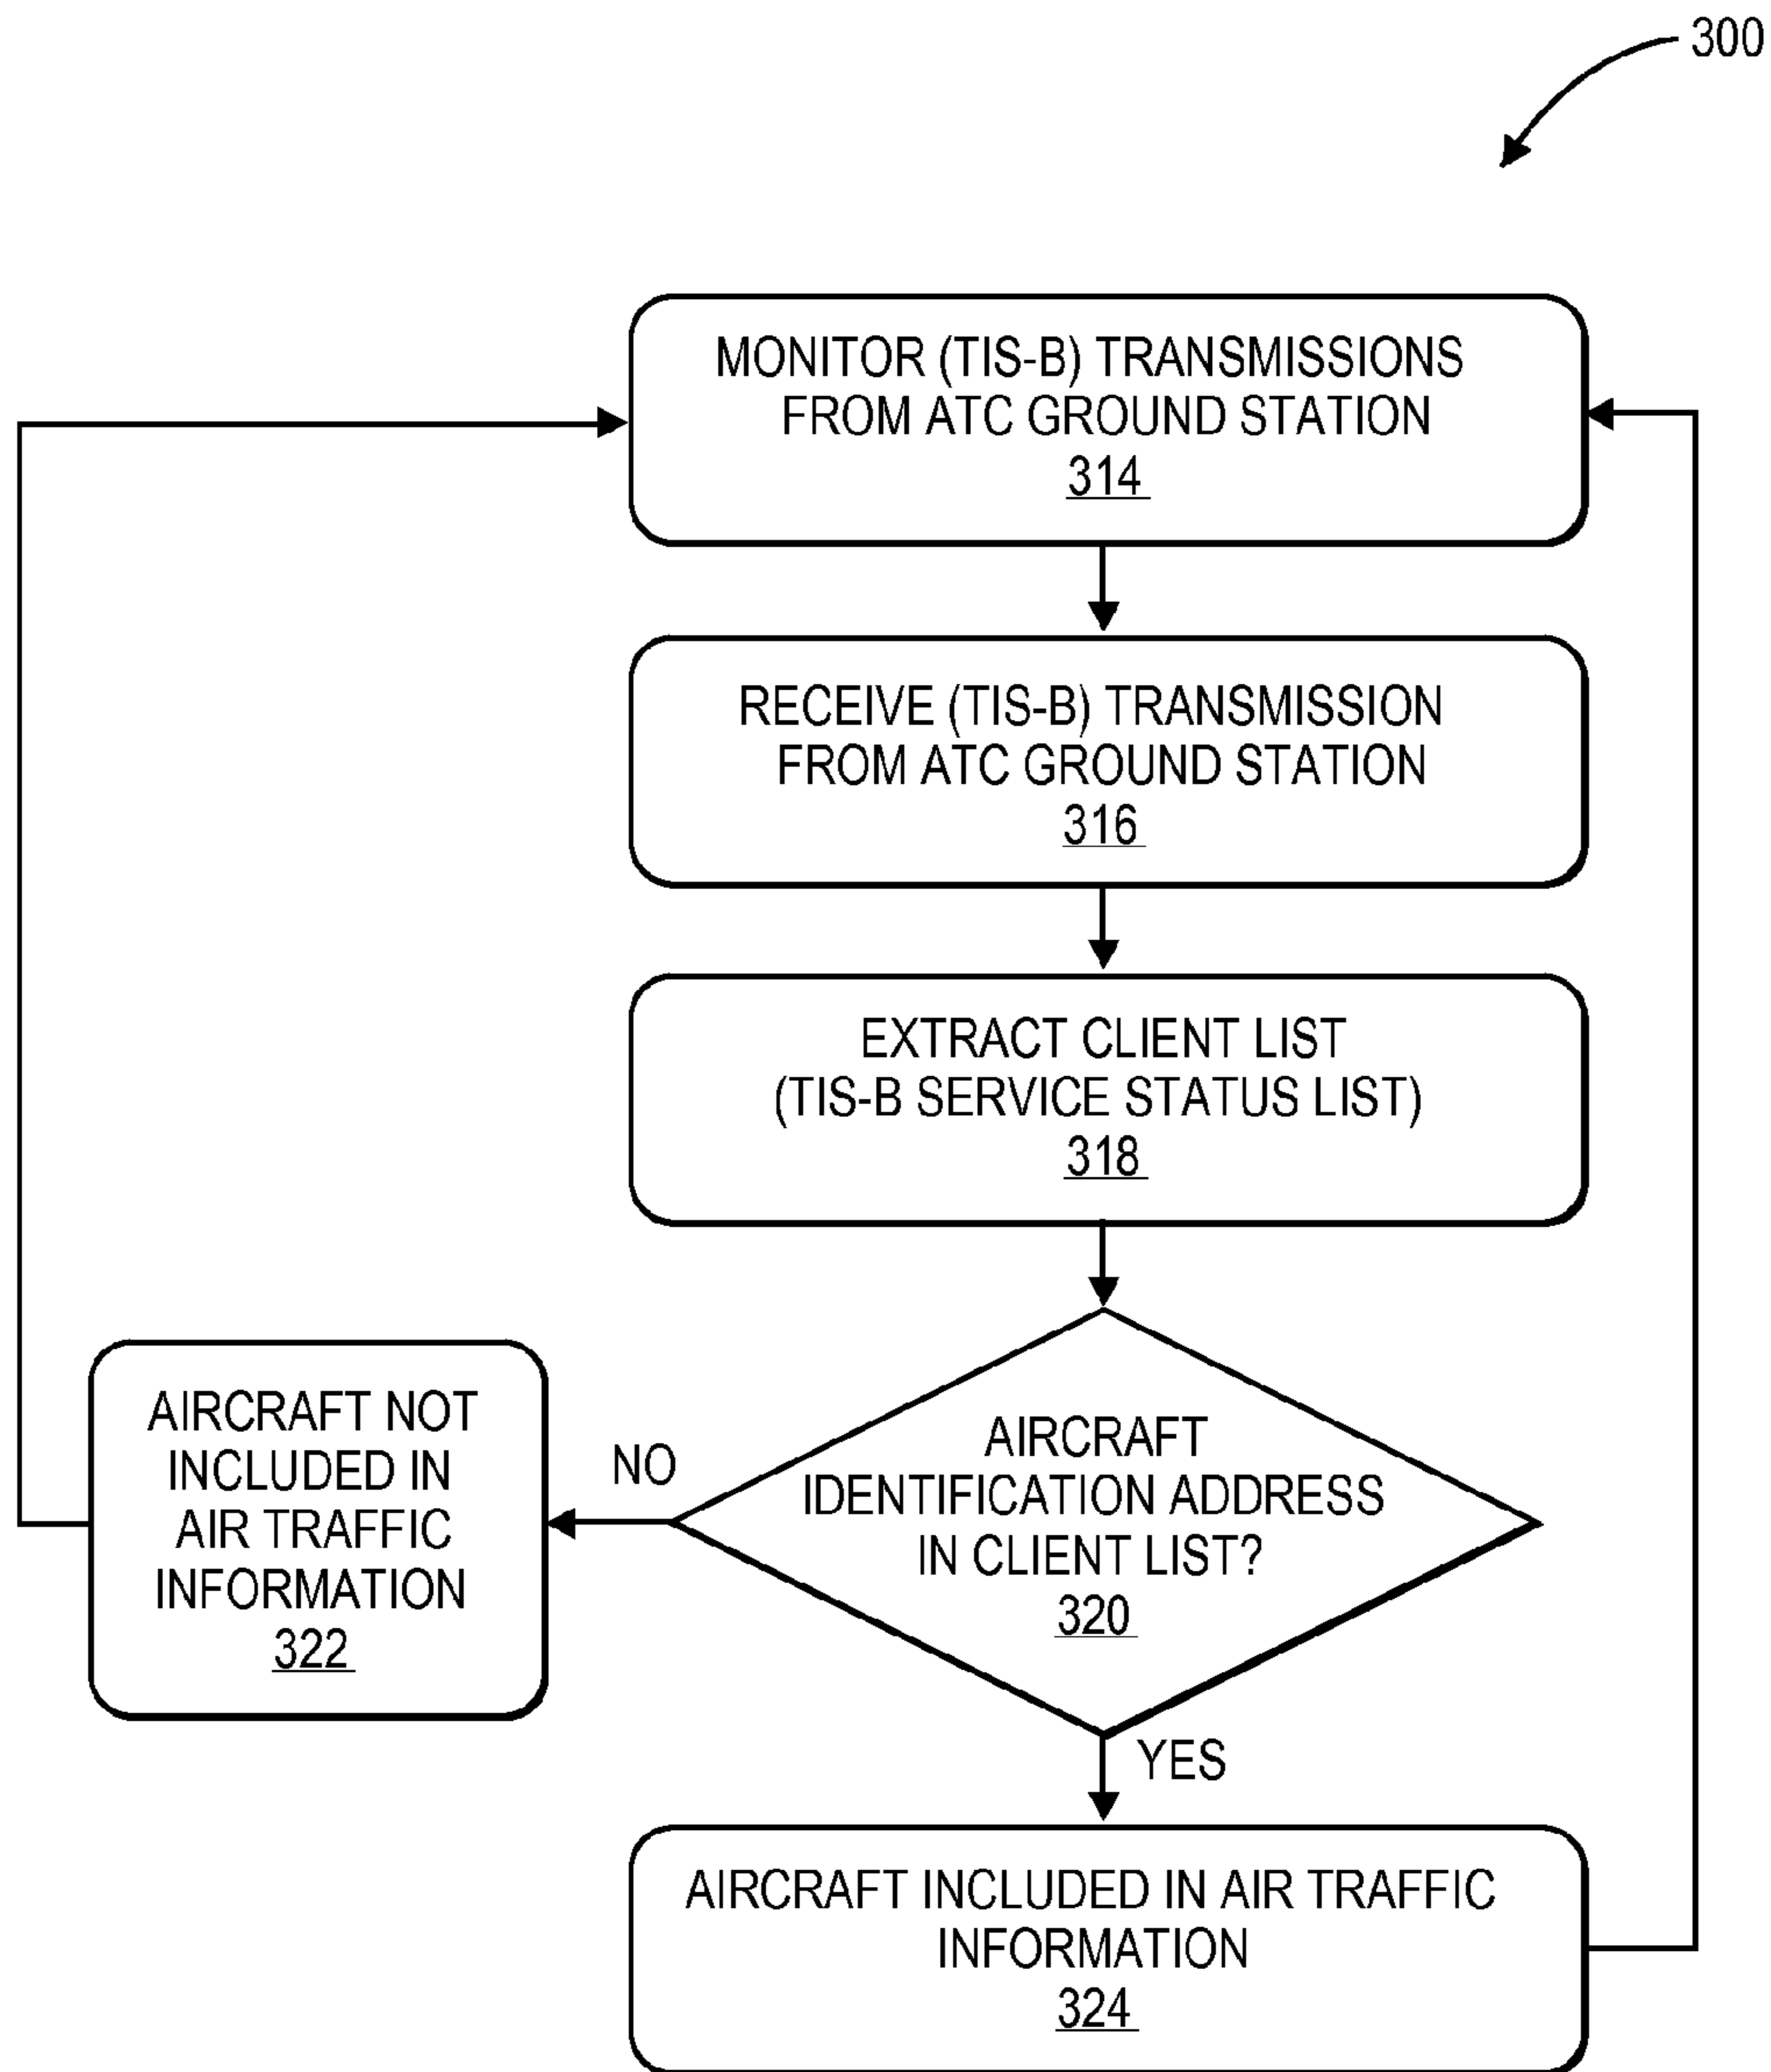 300
MONITOR (TIS-B) TRANSMISSIONS
FROM ATC GROUND STATION
314
RECEIVE (TIS-B) TRANSMISSION
FROM ATC GROUND STATION
316
EXTRACT CLIENT LIST
(TIS-B SERVICE STATUS LIST)
318
AIRCRAFT
IDENTIFICATION ADDRESS
IN CLIENT LIST?
320
NO
AIRCRAFT NOT
INCLUDED IN
AIR TRAFFIC
INFORMATION
322
YES
AIRCRAFT INCLUDED IN AIR TRAFFIC
INFORMATION
324